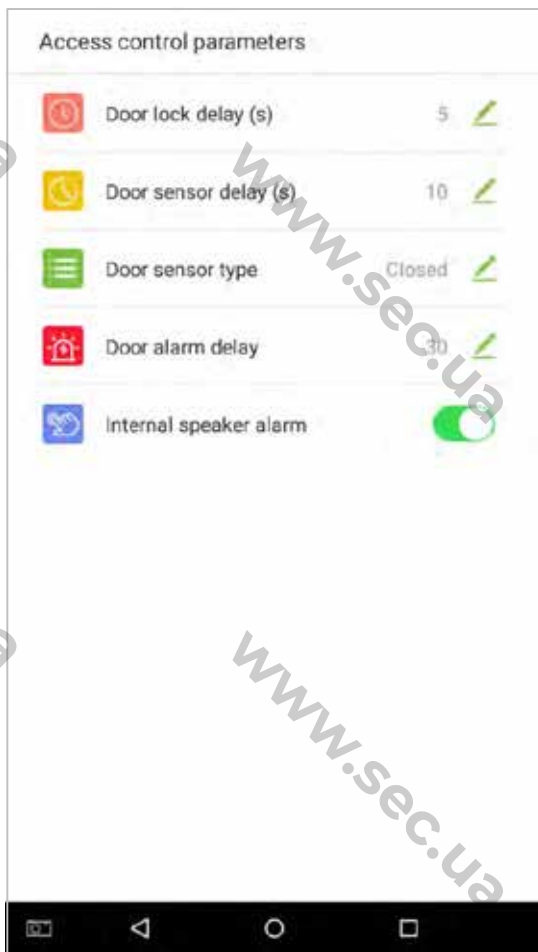 Access control parameters
Door lock delay (s) 5
Door sensor delay (s) 10
Door sensor type Closed
Door alarm delay 30
Internal speaker alarm
www.sec.ua
www.sec.ua
a
a